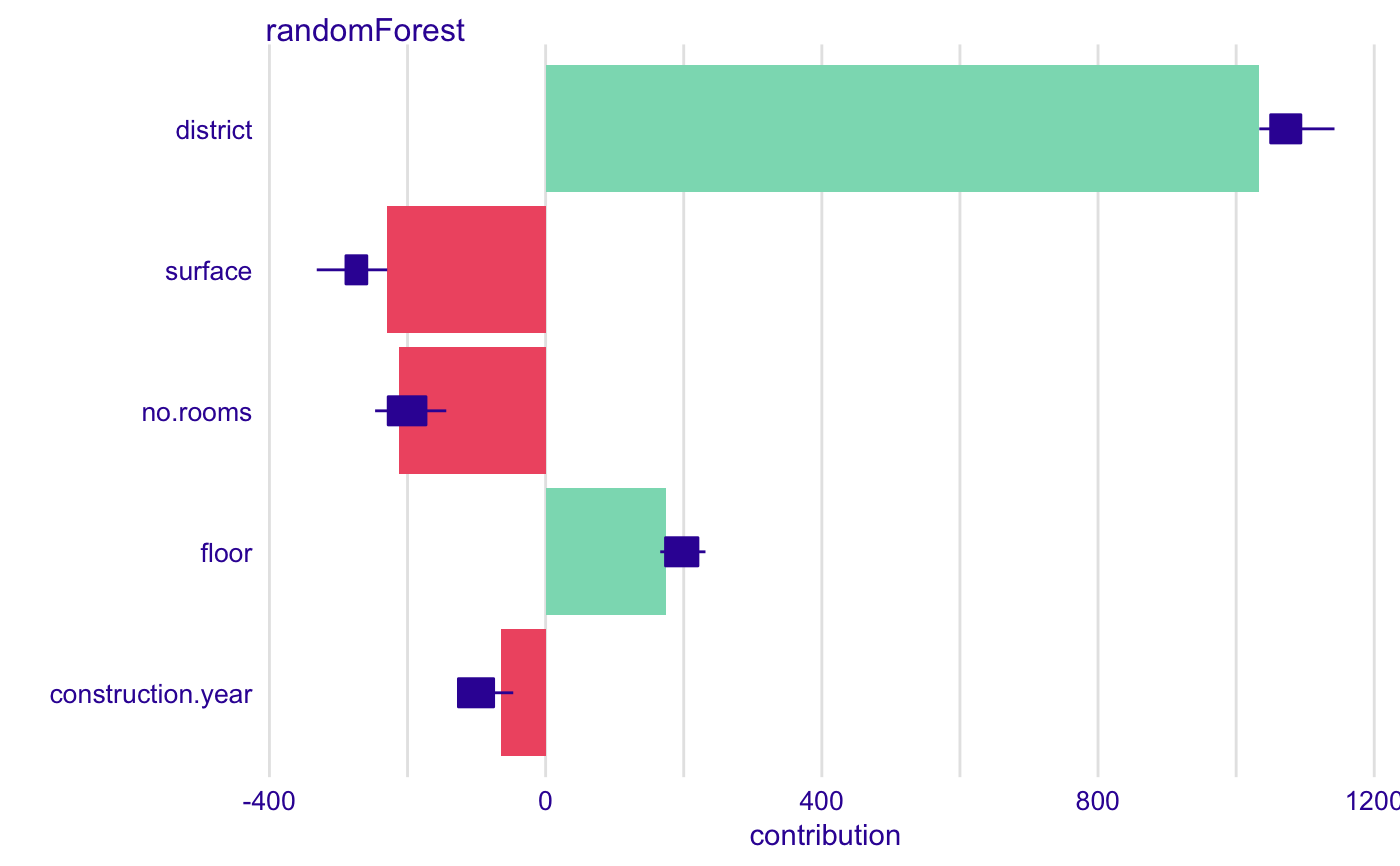 randomForest
district
surface
no.rooms
floor
construction.year
-400 0 400 800 1200
contribution